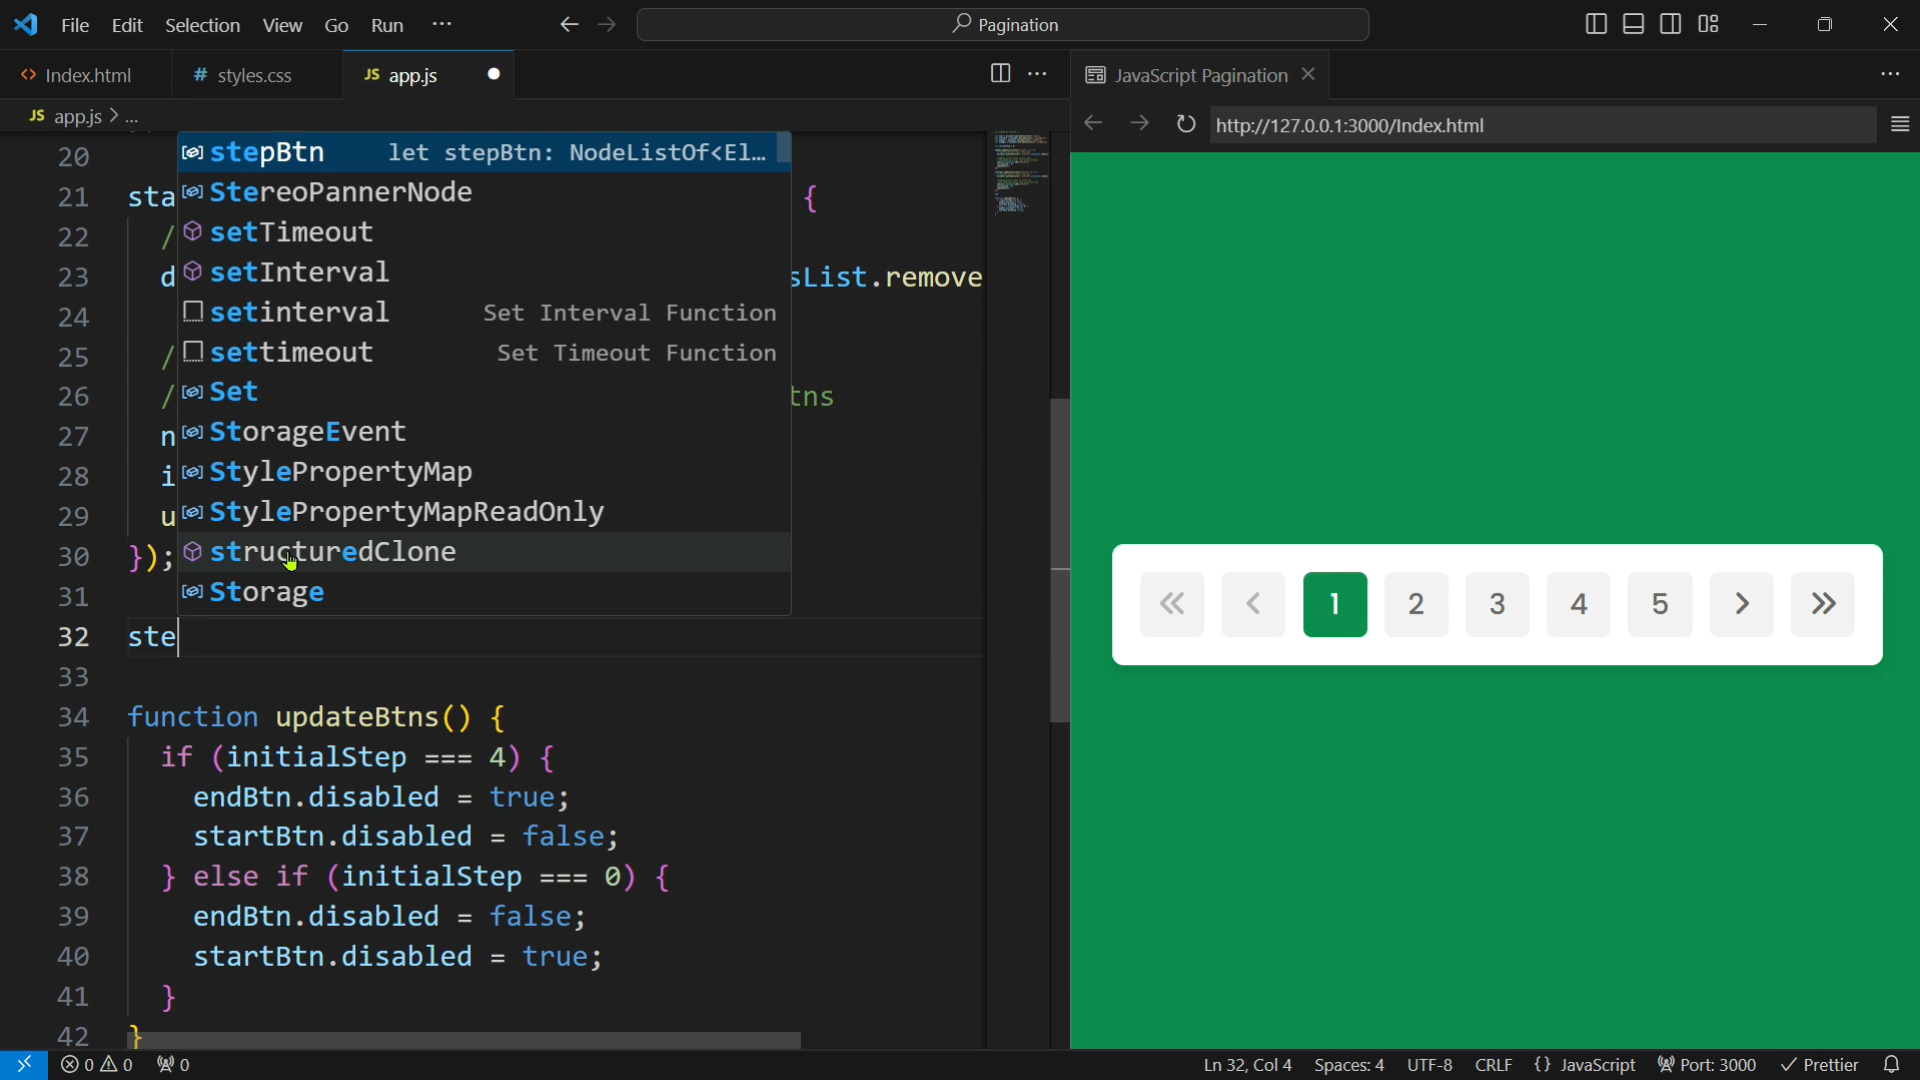 File Edit Selection View Go Run ··· Pagination
Index.html # styles.css JS app.js JavaScript Pagination
JS app.js > ...
http://127.0.0.1:3000/Index.html
20
21 sta {
22 /
23 d sList.remove
24
25 /
26 / tns
27 n
28 i
29 u
30 });
31
32 ste
33
34 function updateBtns() {
35 if (initialStep === 4) {
36 endBtn.disabled = true;
37 startBtn.disabled = false;
38 } else if (initialStep === 0) {
39 endBtn.disabled = false;
40 startBtn.disabled = true;
41 }
42 }
stepBtn let stepBtn: NodeListOf<El…
StereoPannerNode
setTimeout
setInterval
setinterval Set Interval Function
settimeout Set Timeout Function
Set
StorageEvent
StylePropertyMap
StylePropertyMapReadOnly
structuredClone
Storage
« < 1 2 3 4 5 > »
0 0 0 Ln 32, Col 4 Spaces: 4 UTF-8 CRLF {} JavaScript Port: 3000 Prettier